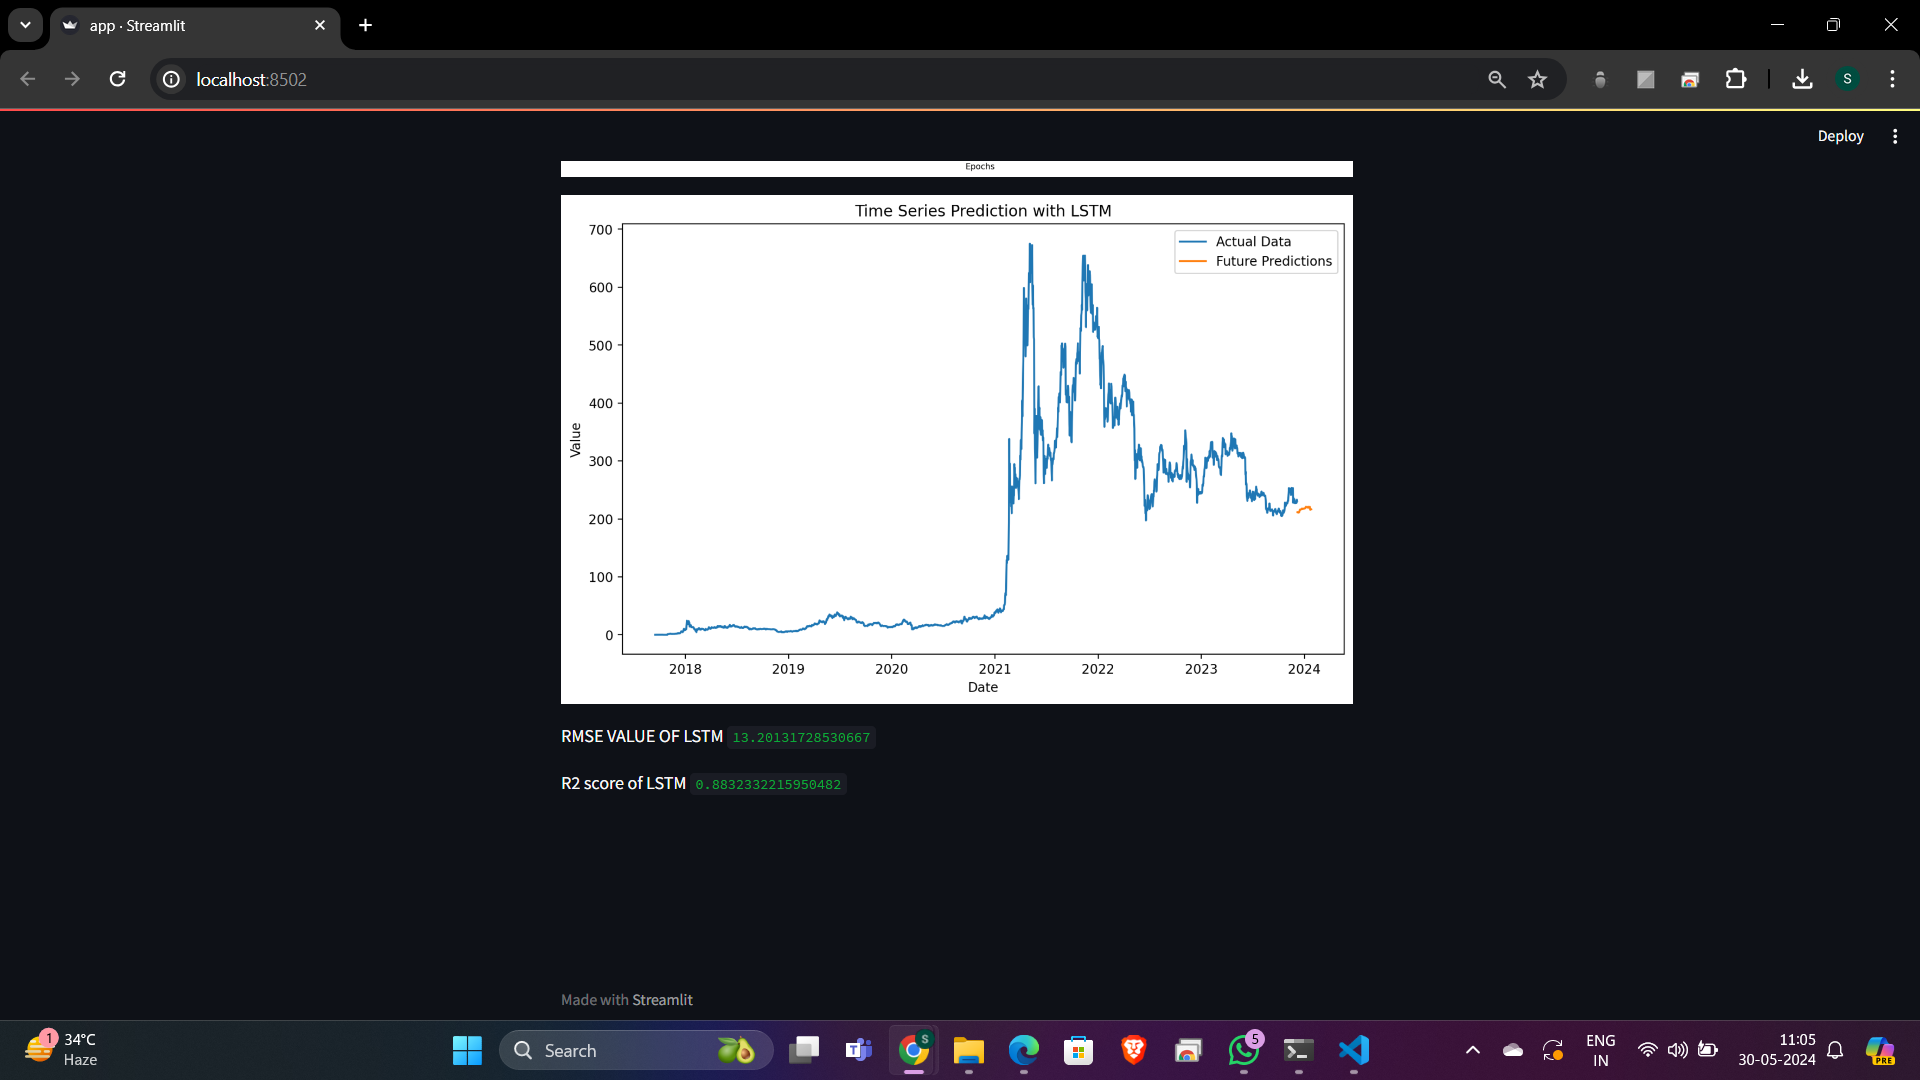 app · Streamlit
localhost:8502
S
Deploy
Epochs
Time Series Prediction with LSTM
Actual Data
Future Predictions
700
600
500
400
300
200
100
0
Value
2018 2019 2020 2021 2022 2023 2024
Date
RMSE VALUE OF LSTM 13.20131728530667
R2 score of LSTM 0.8832332215950482
Made with Streamlit
1
34°C
Haze
Search
T
S
5
ENG
IN
11:05
30-05-2024
PRE